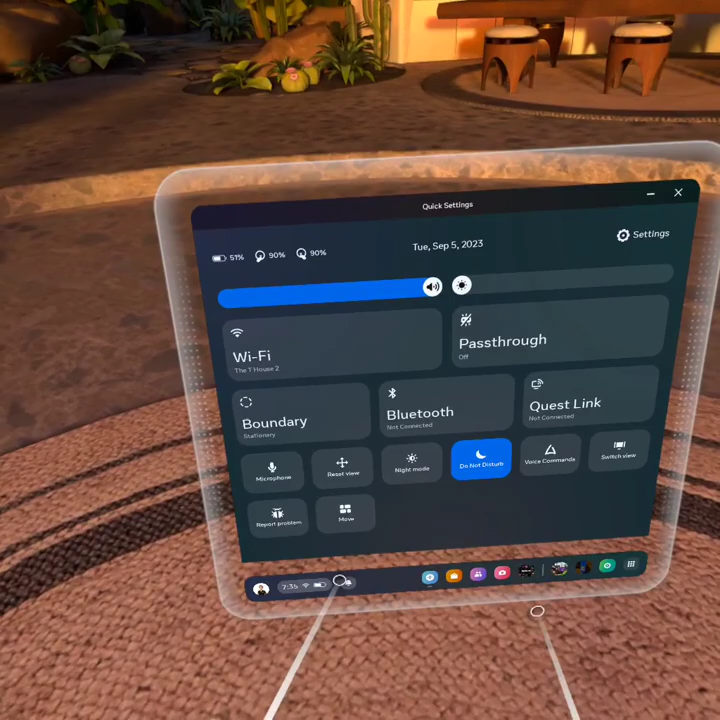 Quick Settings
51% 90% 90%
Tue, Sep 5, 2023
Settings
Wi-Fi
The T House 2
Passthrough
Off
Boundary
Stationary
Bluetooth
Not Connected
Quest Link
Not Connected
Microphone
Reset view
Night mode
Do Not Disturb
Voice Commands
Switch view
Report problem
Move
7:35